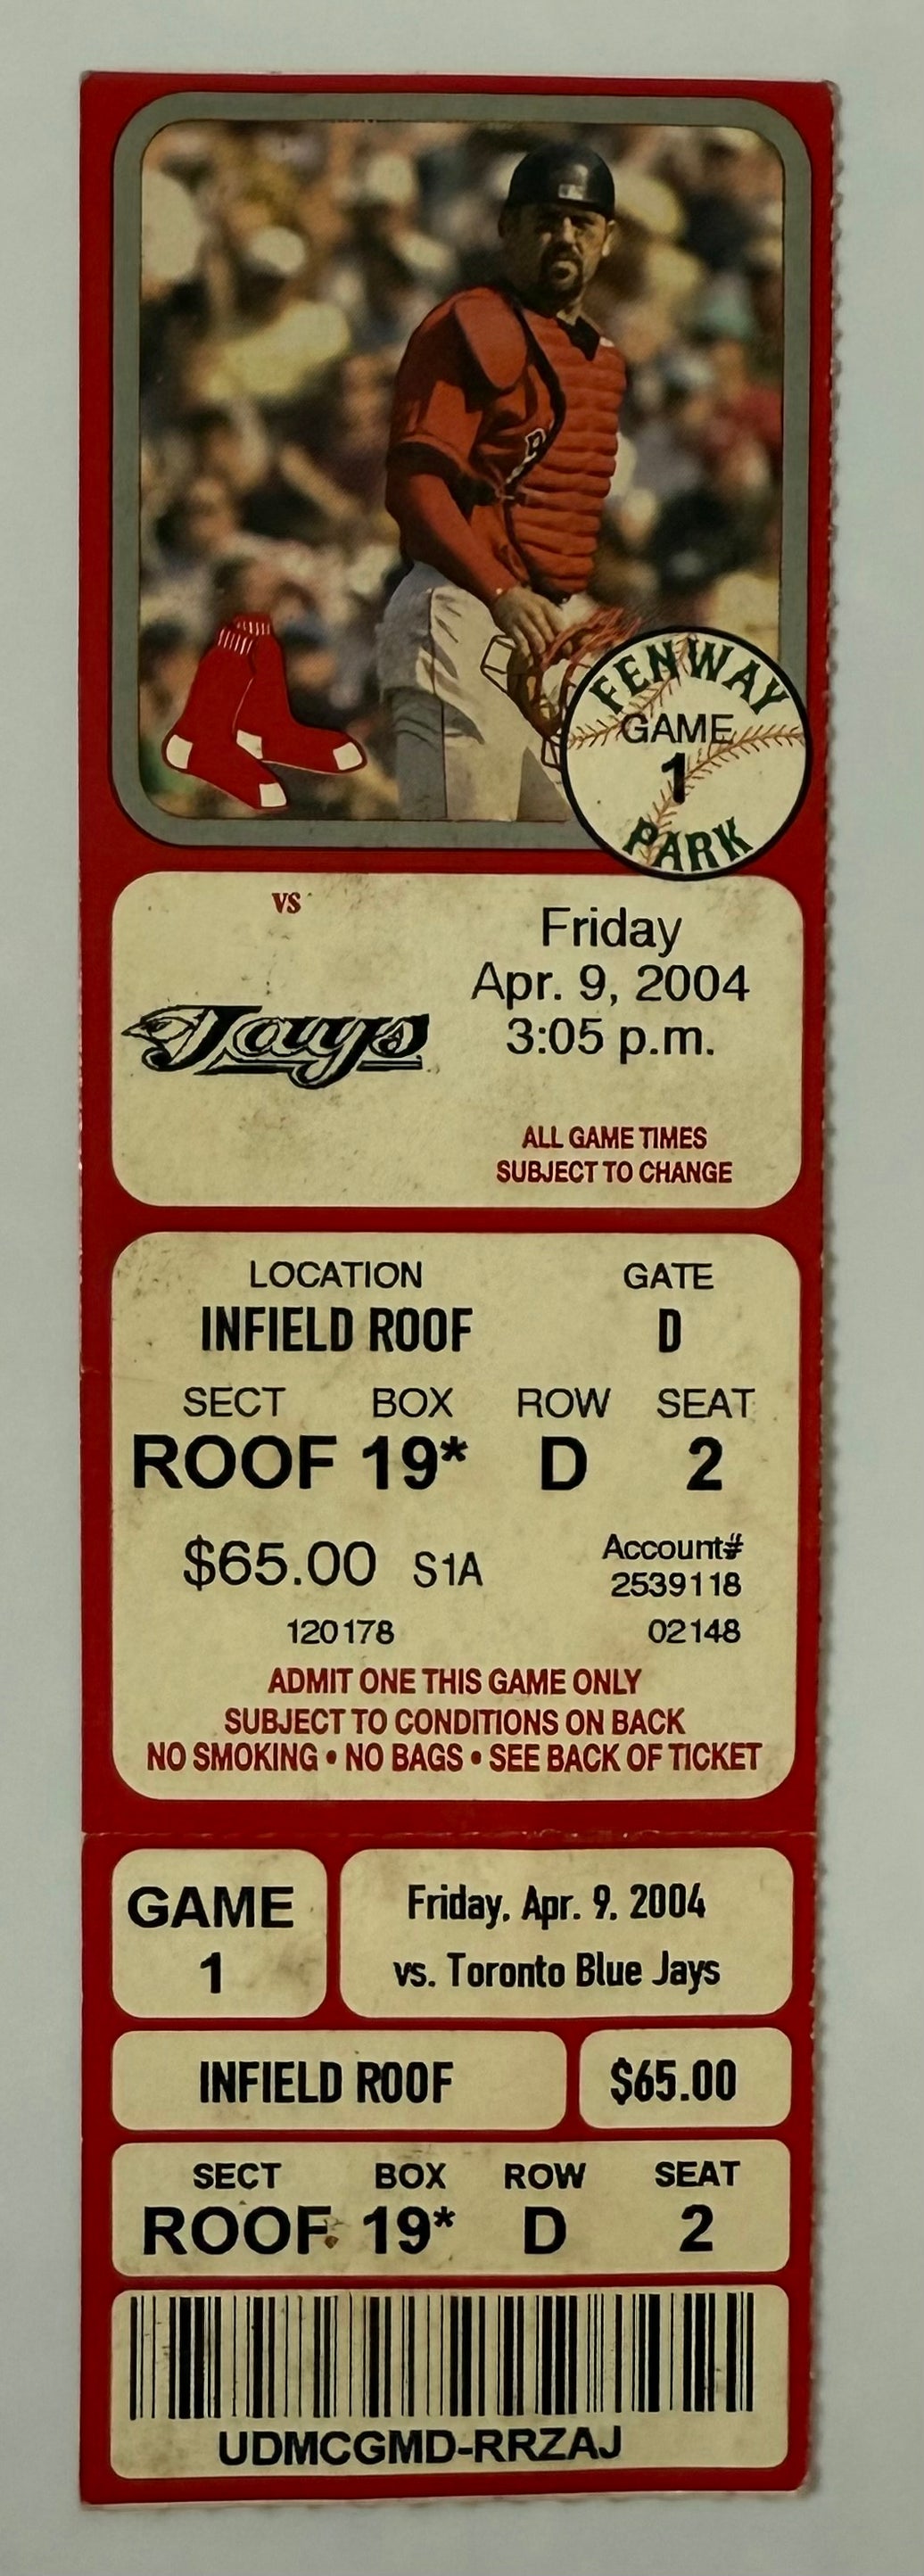 B
FENWAY
GAME
1
PARK
vs
Jays
Friday
Apr. 9, 2004
3:05 p.m.
ALL GAME TIMES
SUBJECT TO CHANGE
LOCATION GATE
INFIELD ROOF D
SECT BOX ROW SEAT
ROOF 19* D 2
$65.00 S1A
Account#
2539118
120178 02148
ADMIT ONE THIS GAME ONLY
SUBJECT TO CONDITIONS ON BACK
NO SMOKING • NO BAGS • SEE BACK OF TICKET
GAME
1
Friday, Apr. 9, 2004
vs. Toronto Blue Jays
INFIELD ROOF $65.00
SECT BOX ROW SEAT
ROOF 19* D 2
UDMCGMD-RRZAJ